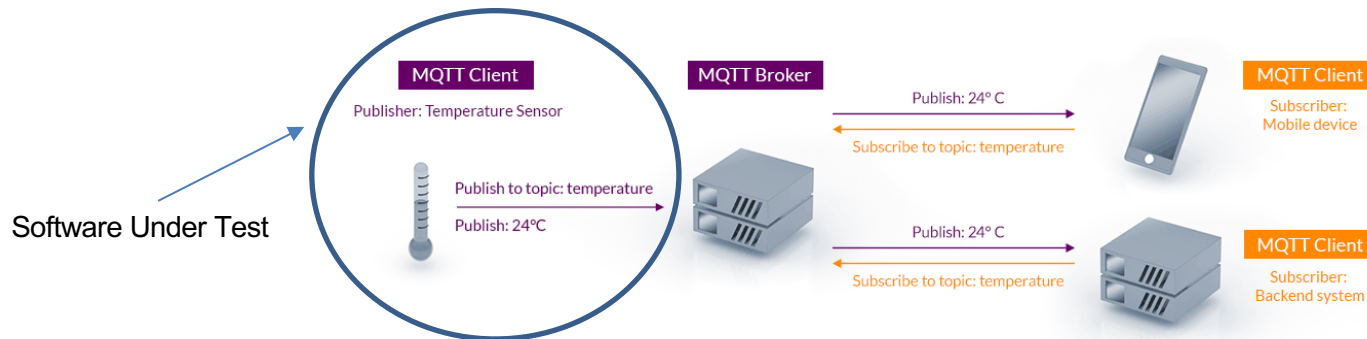 Software Under Test
MQTT Client
Publisher: Temperature Sensor
Publish to topic: temperature
Publish: 24°C
MQTT Broker
Publish: 24° C
Subscribe to topic: temperature
MQTT Client
Subscriber:
Mobile device
Publish: 24° C
Subscribe to topic: temperature
MQTT Client
Subscriber:
Backend system